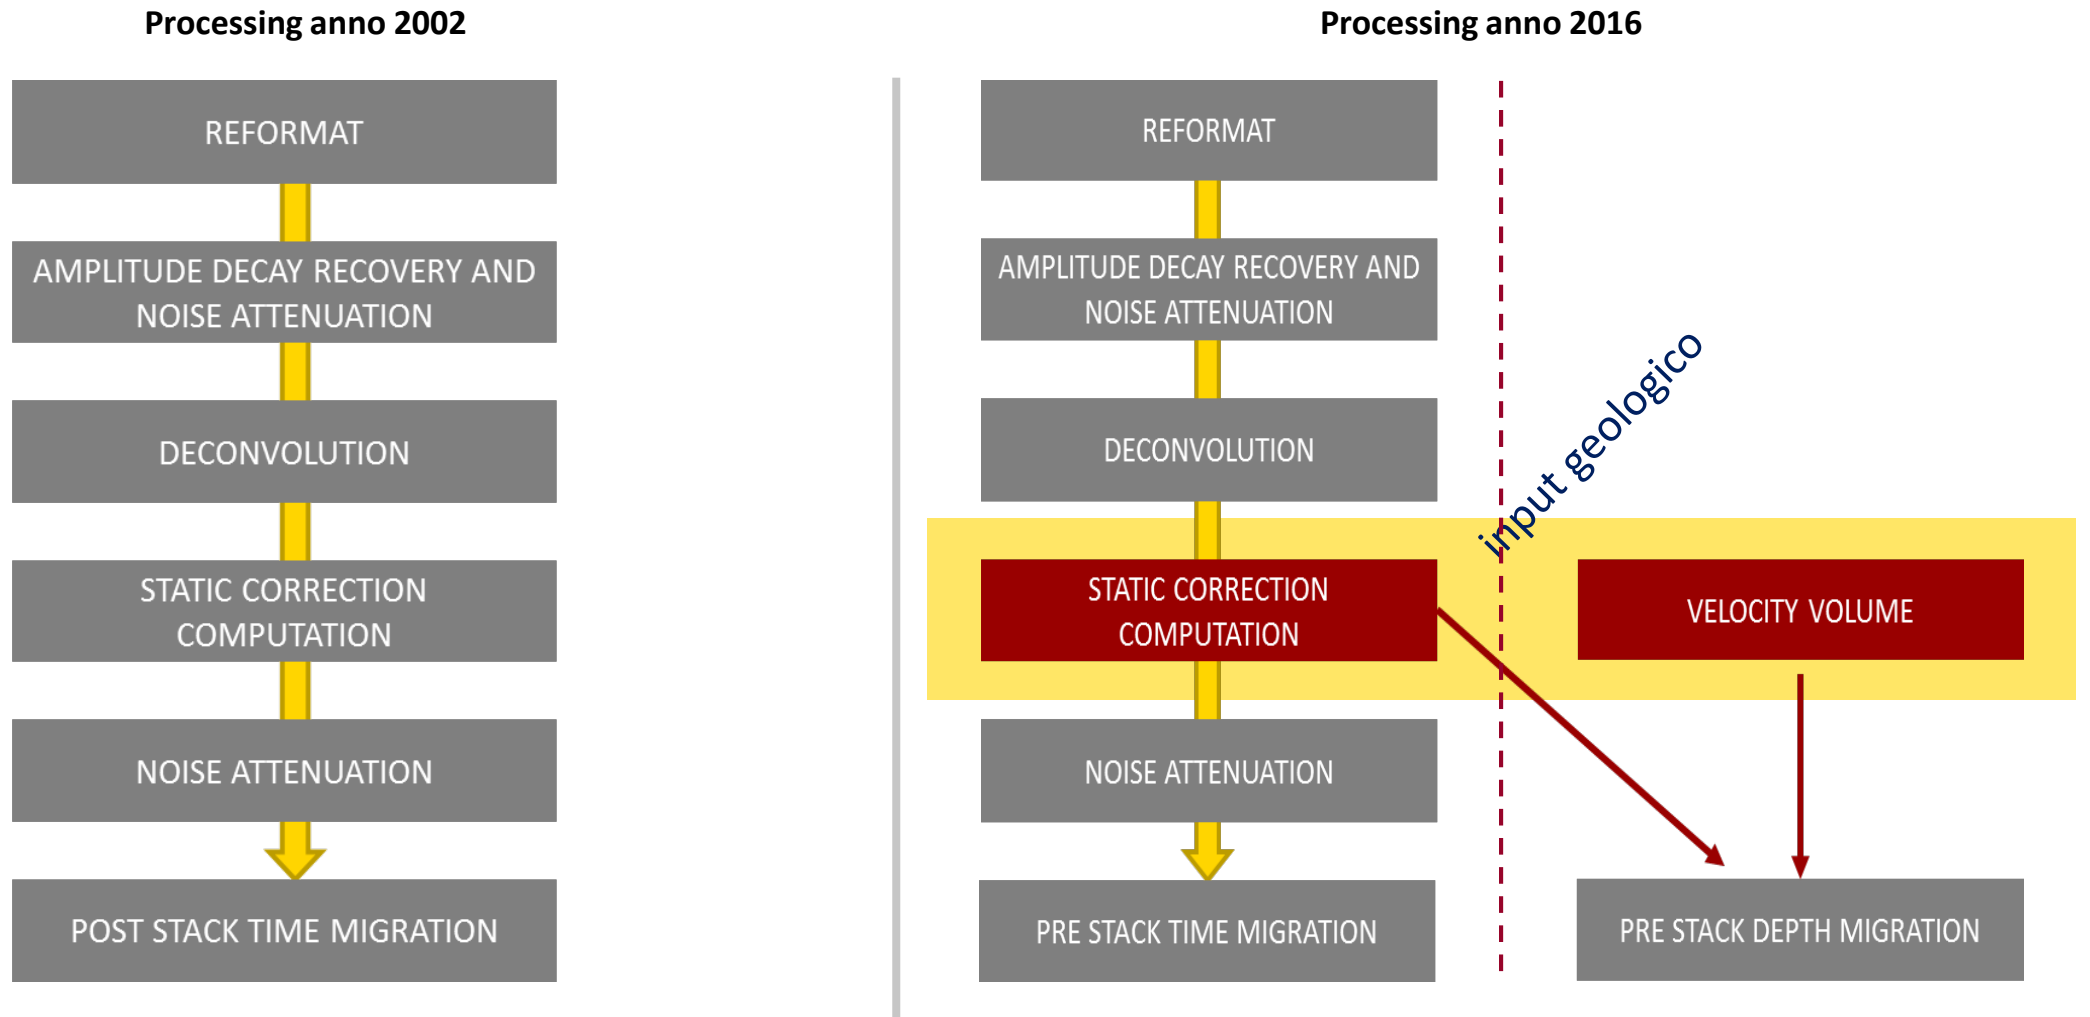 Processing anno 2002
REFORMAT
AMPLITUDE DECAY RECOVERY AND
NOISE ATTENUATION
DECONVOLUTION
STATIC CORRECTION
COMPUTATION
NOISE ATTENUATION
POST STACK TIME MIGRATION
Processing anno 2016
REFORMAT
AMPLITUDE DECAY RECOVERY AND
NOISE ATTENUATION
DECONVOLUTION
input geologico
STATIC CORRECTION
COMPUTATION
VELOCITY VOLUME
NOISE ATTENUATION
PRE STACK TIME MIGRATION
PRE STACK DEPTH MIGRATION